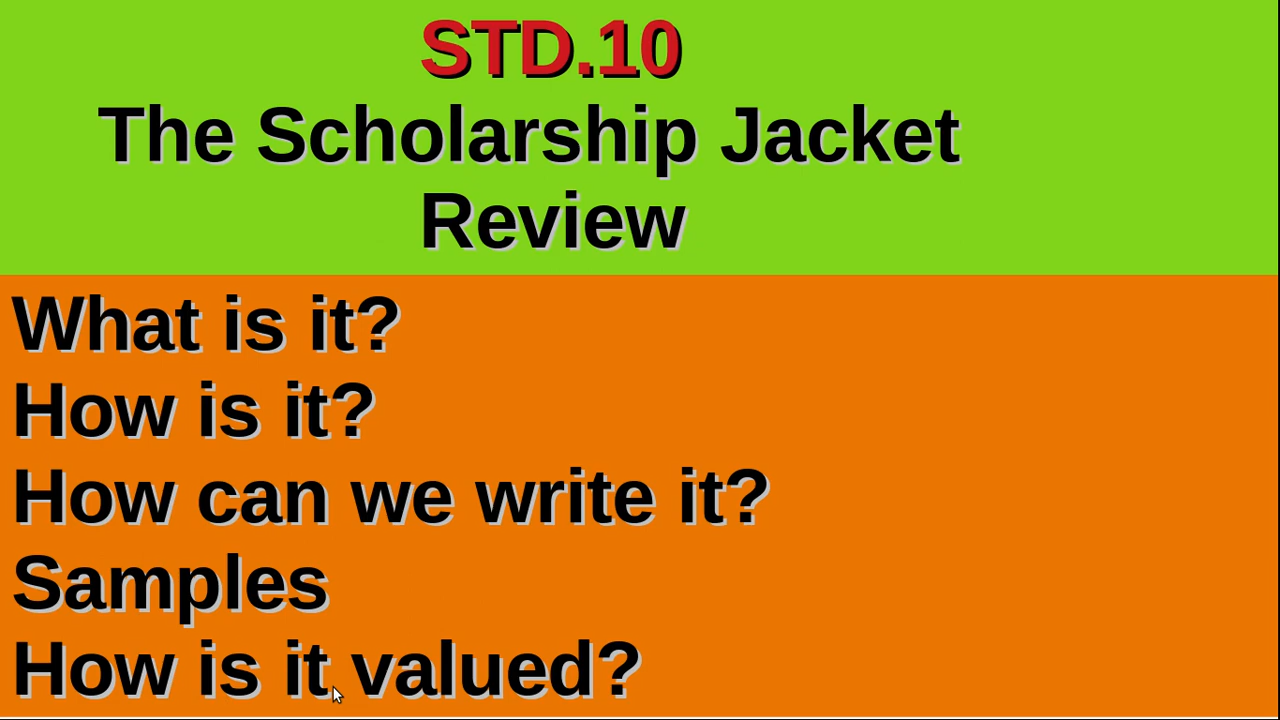 STD.10
The Scholarship Jacket
Review
What is it?
How is it?
How can we write it?
Samples
How is it valued?